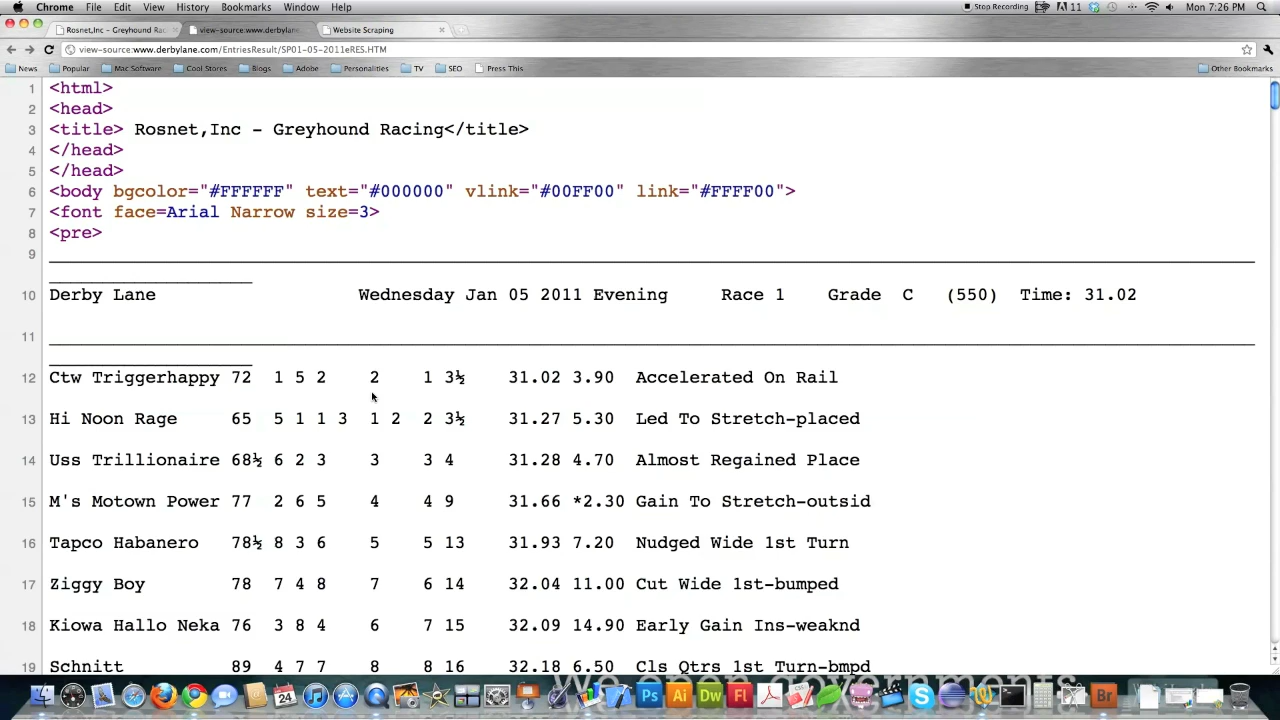 Chrome File Edit View History Bookmarks Window Help Stop Recording 11 Mon 7:26 PM
Rosnet,Inc - Greyhound Rac view-source:www.derbylane. Website Scraping
view-source:www.derbylane.com/EntriesResult/SP01-05-2011eRES.HTM
News Popular Mac Software Cool Stores Blogs Adobe Personalities TV SEO Press This Other Bookmarks
1 <html>
2 <head>
3 <title> Rosnet,Inc - Greyhound Racing</title>
4 </head>
5 </head>
6 <body bgcolor="#FFFFFF" text="#000000" vlink="#00FF00" link="#FFFF00">
7 <font face=Arial Narrow size=3>
8 <pre>
9
10 Derby Lane Wednesday Jan 05 2011 Evening Race 1 Grade C (550) Time: 31.02
11
12 Ctw Triggerhappy 72 1 5 2 2 1 3½ 31.02 3.90 Accelerated On Rail
13 Hi Noon Rage 65 5 1 1 3 1 2 2 3½ 31.27 5.30 Led To Stretch-placed
14 Uss Trillionaire 68½ 6 2 3 3 3 4 31.28 4.70 Almost Regained Place
15 M's Motown Power 77 2 6 5 4 4 9 31.66 *2.30 Gain To Stretch-outsid
16 Tapco Habanero 78½ 8 3 6 5 5 13 31.93 7.20 Nudged Wide 1st Turn
17 Ziggy Boy 78 7 4 8 7 6 14 32.04 11.00 Cut Wide 1st-bumped
18 Kiowa Hallo Neka 76 3 8 4 6 7 15 32.09 14.90 Early Gain Ins-weaknd
19 Schnitt 89 4 7 7 8 8 16 32.18 6.50 Cls Qtrs 1st Turn-bmpd
We open governments.
24 Ps Ai Dw Fl S Br